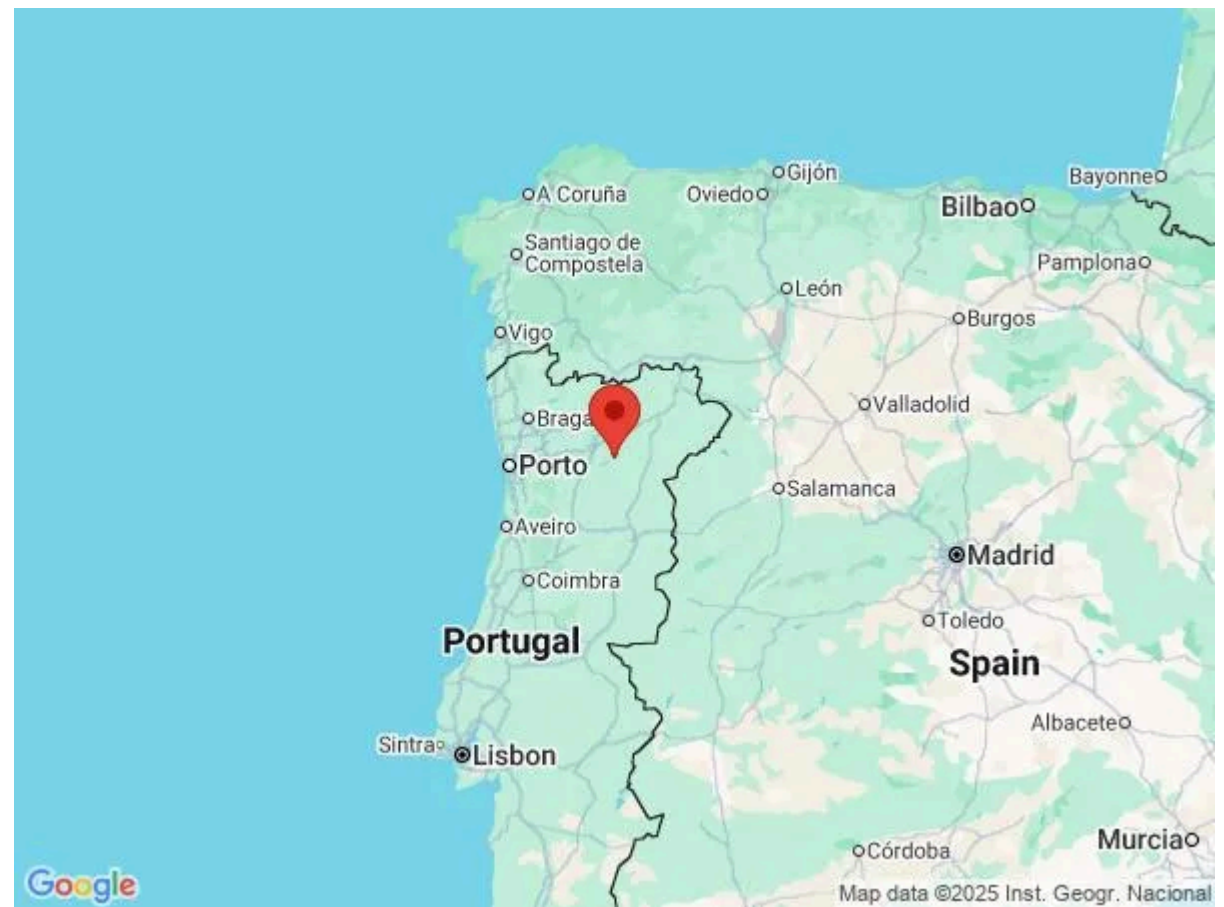 Gijón
A Coruña
Oviedo
Bayonne
Bilbao
Santiago de
Compostela
Pamplona
León
Burgos
Vigo
Valladolid
Braga
Porto
Salamanca
Aveiro
Madrid
Coimbra
Toledo
Portugal
Spain
Albacete
Sintra
Lisbon
Murcia
Córdoba
Google
Map data ©2025 Inst. Geogr. Nacional